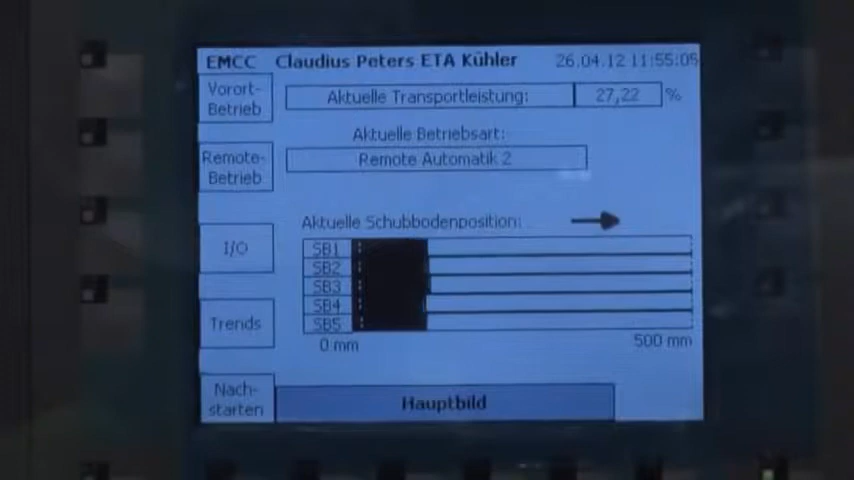 EMCC Claudius Peters ETA Kühler 26.04.12 11:55:05
Vorort-
Betrieb
Aktuelle Transportleistung: 27,22 %
Aktuelle Betriebsart:
Remote-
Betrieb
Remote Automatik 2
Aktuelle Schubbodenposition:
I/O
SB1
SB2
SB3
SB4
SB5
Trends
0 mm 500 mm
Nach-
starten
Hauptbild